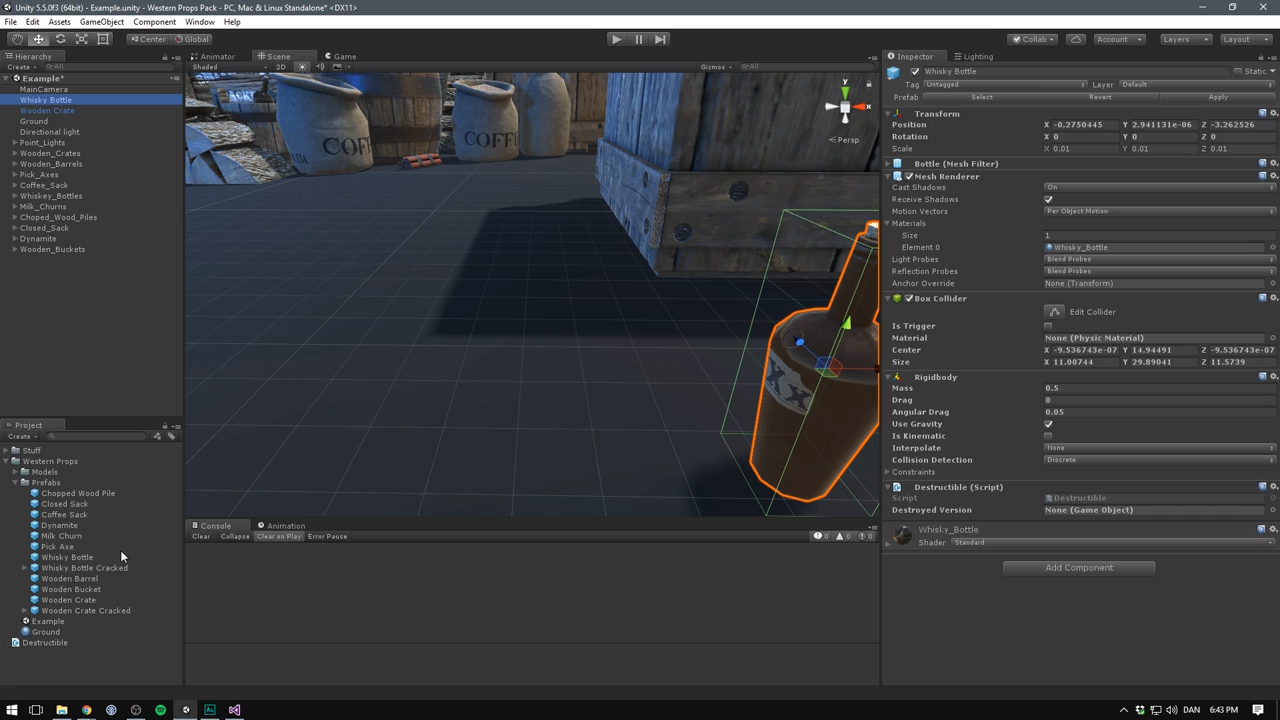 Unity 5.5.0f3 (64bit) - Example.unity - Western Props Pack - PC, Mac & Linux Standalone* <DX11>
File Edit Assets GameObject Component Window Help
Center Global Collab Account Layers Layout
Hierarchy
Create All
Example*
MainCamera
Whisky Bottle
Wooden Crate
Ground
Directional light
Point_Lights
Wooden_Crates
Wooden_Barrels
Pick_Axes
Coffee_Sack
Whiskey_Bottles
Milk_Churns
Choped_Wood_Piles
Closed_Sack
Dynamite
Wooden_Buckets
Animator Scene Game
Shaded 2D Gizmos All
COFF
COFF
y
x
Persp
Project
Create
Stuff
Western Props
Models
Prefabs
Chopped Wood Pile
Closed Sack
Coffee Sack
Dynamite
Milk Churn
Pick Axe
Whisky Bottle
Whisky Bottle Cracked
Wooden Barrel
Wooden Bucket
Wooden Crate
Wooden Crate Cracked
Example
Ground
Destructible
Console Animation
Clear Collapse Clear on Play Error Pause 0 0 0
Inspector Lighting
Whisky Bottle Static
Tag Untagged Layer Default
Prefab Select Revert Apply
Transform
Position X -0.2750445 Y 2.941131e-06 Z -3.262526
Rotation X 0 Y 0 Z 0
Scale X 0.01 Y 0.01 Z 0.01
Bottle (Mesh Filter)
Mesh Renderer
Cast Shadows On
Receive Shadows
Motion Vectors Per Object Motion
Materials
Size 1
Element 0 Whisky_Bottle
Light Probes Blend Probes
Reflection Probes Blend Probes
Anchor Override None (Transform)
Box Collider
Edit Collider
Is Trigger
Material None (Physic Material)
Center X -9.536743e-07 Y 14.94491 Z -9.536743e-07
Size X 11.00744 Y 29.89041 Z 11.5739
Rigidbody
Mass 0.5
Drag 0
Angular Drag 0.05
Use Gravity
Is Kinematic
Interpolate None
Collision Detection Discrete
Constraints
Destructible (Script)
Script Destructible
Destroyed Version None (Game Object)
Whisky_Bottle
Shader Standard
Add Component
DAN 6:43 PM